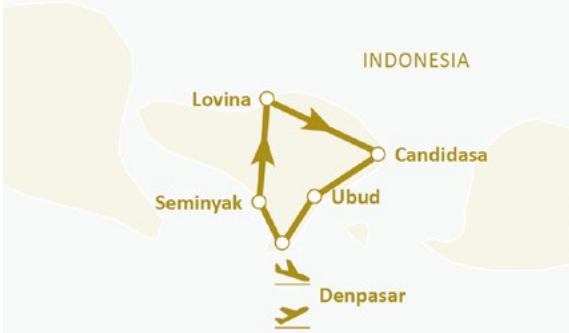 INDONESIA
Lovina
Candidasa
Seminyak
Ubud
Denpasar